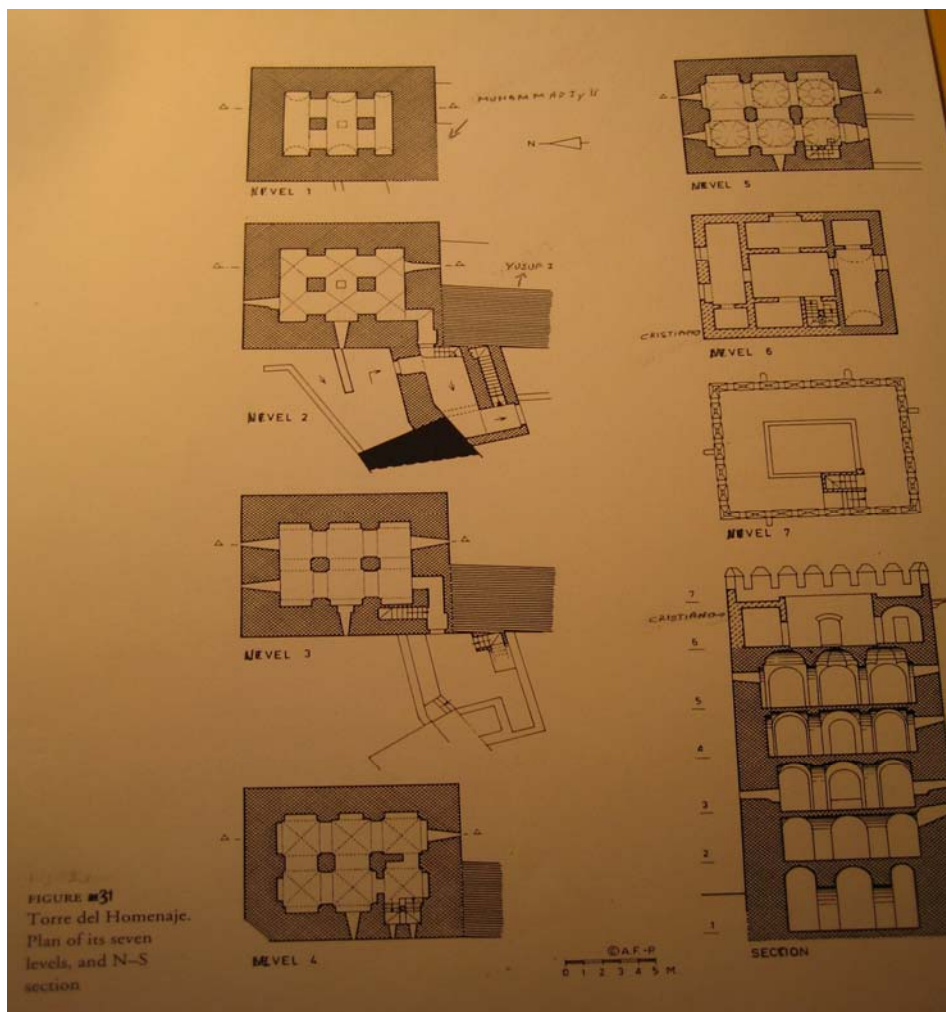 MUHAMMAD I y II
N
NEVEL 1
YUSUF I
NEVEL 2
NEVEL 3
NEVEL 4
NEVEL 5
CRISTIANO
NEVEL 6
NEVEL 7
7
CRISTIANO
6
5
4
3
2
1
SECTION
©A.F.-P.
0 1 2 3 4 5 M.
FIGURE 31
Torre del Homenaje.
Plan of its seven
levels, and N–S
section